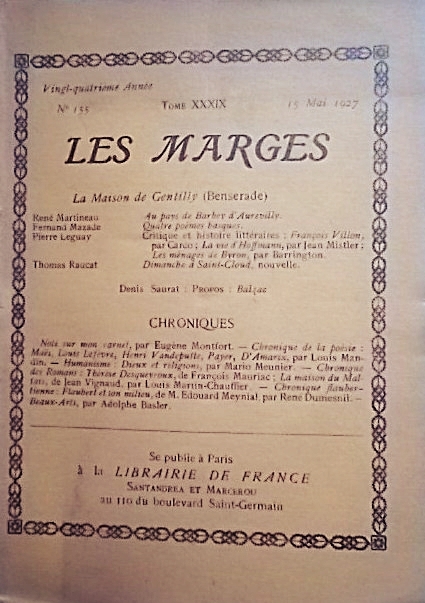 Vingt-quatrième Année
N° 155 Tome XXXIX 15 Mai 1927
LES MARGES
La Maison de Gentilly (Benserade)
René Martineau Au pays de Barbey d'Aurevilly.
Fernand Mazade Quatre poèmes basques.
Pierre Leguay Critique et histoire littéraires : François Villon,
par Carco ; La vie d'Hoffmann, par Jean Mistler ;
Les ménages de Byron, par Barrington.
Thomas Raucat Dimanche à Saint-Cloud, nouvelle.
Denis Saurat : Propos : Balzac
CHRONIQUES
Note sur mon carnet, par Eugène Montfort. — Chronique de la poésie :
Maës, Louis Lefèvre, Henri Vandeputte, Payer, D'Amarzs, par Louis Man-
din. — Humanisme : Dieux et religions, par Mario Meunier. — Chronique
des Romans : Thérèse Desqueyroux, de François Mauriac ; La maison du Mal-
tais, de Jean Vignaud, par Louis Martin-Chauffier. — Chronique flauber-
tienne : Flaubert et son milieu, de M. Edouard Meynial, par René Dumesnil. —
Beaux-Arts, par Adolphe Basler.
Se publie à Paris
à la LIBRAIRIE DE FRANCE
Santandrea et Marcerou
au 110 du boulevard Saint-Germain